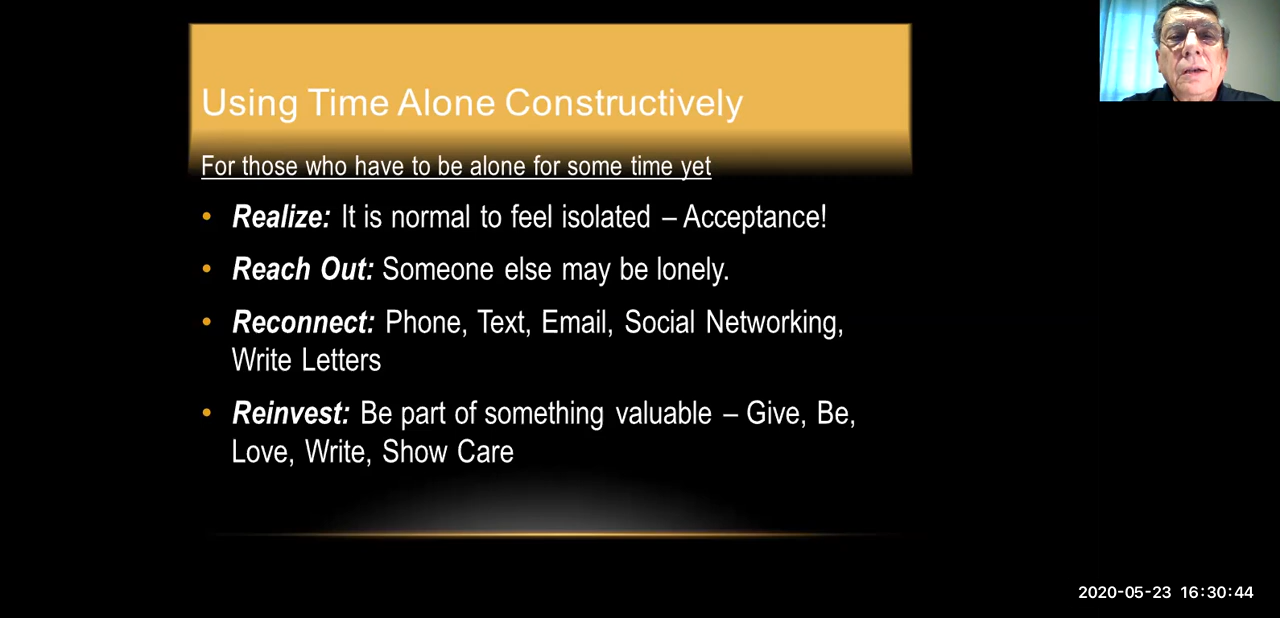 Using Time Alone Constructively
For those who have to be alone for some time yet
• Realize: It is normal to feel isolated – Acceptance!
• Reach Out: Someone else may be lonely.
• Reconnect: Phone, Text, Email, Social Networking,
Write Letters
• Reinvest: Be part of something valuable – Give, Be,
Love, Write, Show Care
2020-05-23 16:30:44